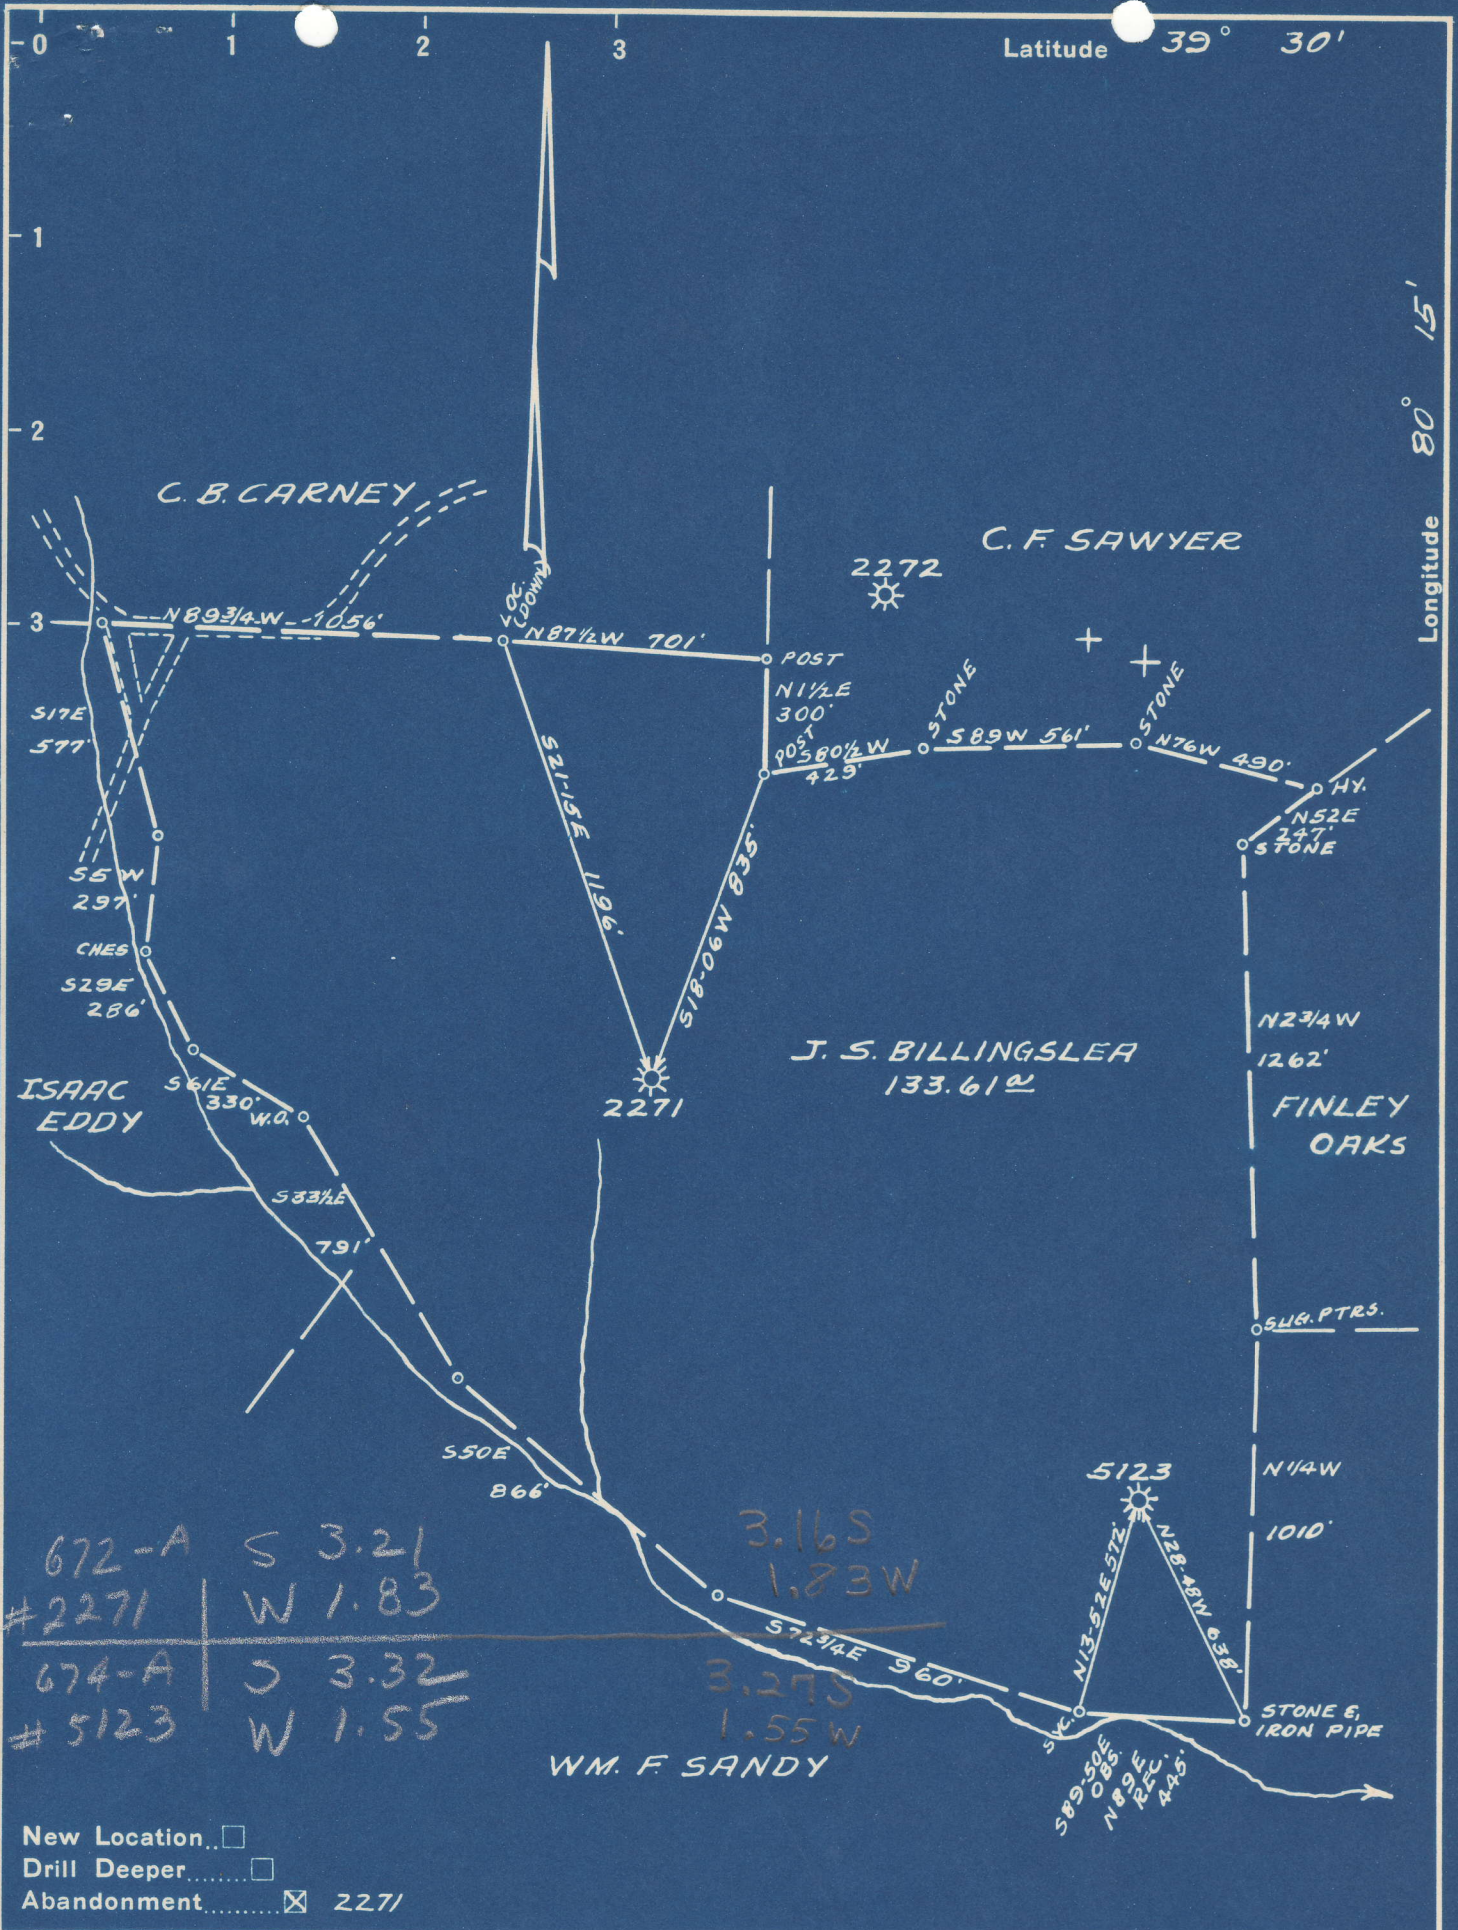 0 1 2 3 Latitude 39° 30'
1
2
3
Longitude 80° 15'
C. B. CARNEY
C. F. SAWYER
2272
LOC.
(DOWN)
N 89 3/4 W 1056'
N 87 1/2 W 701'
POST
N 1 1/2 E
300'
POST
S 80 1/2 W
429'
STONE
S 89 W 561'
STONE
N 76 W 490'
HY.
N 52 E
247'
STONE
S 17 E
577'
S 5 W
297'
CHES
S 29 E
286'
S 61 E
330'
W.O.
ISAAC
EDDY
S 21-15 E 1196'
S 18-06 W 835'
2271
J. S. BILLINGSLEA
133.61 a
N 2 3/4 W
1262'
FINLEY
OAKS
S 33 1/2 E
791'
SUG. PTRS.
S 50 E
866'
5123
N 1/4 W
1010'
N 13-52 E 572'
N 28-48 W 638'
672-A S 3.21
#2271 W 1.83
674-A S 3.32
#5123 W 1.55
3.16 S
1.83 W
3.27 S
1.55 W
S 72 3/4 E 960'
SYC.
STONE &
IRON PIPE
S 89-50 E
OBS.
N 89 E
REC.
445'
WM. F. SANDY
New Location..
Drill Deeper.......
Abandonment.......... ☒ 2271